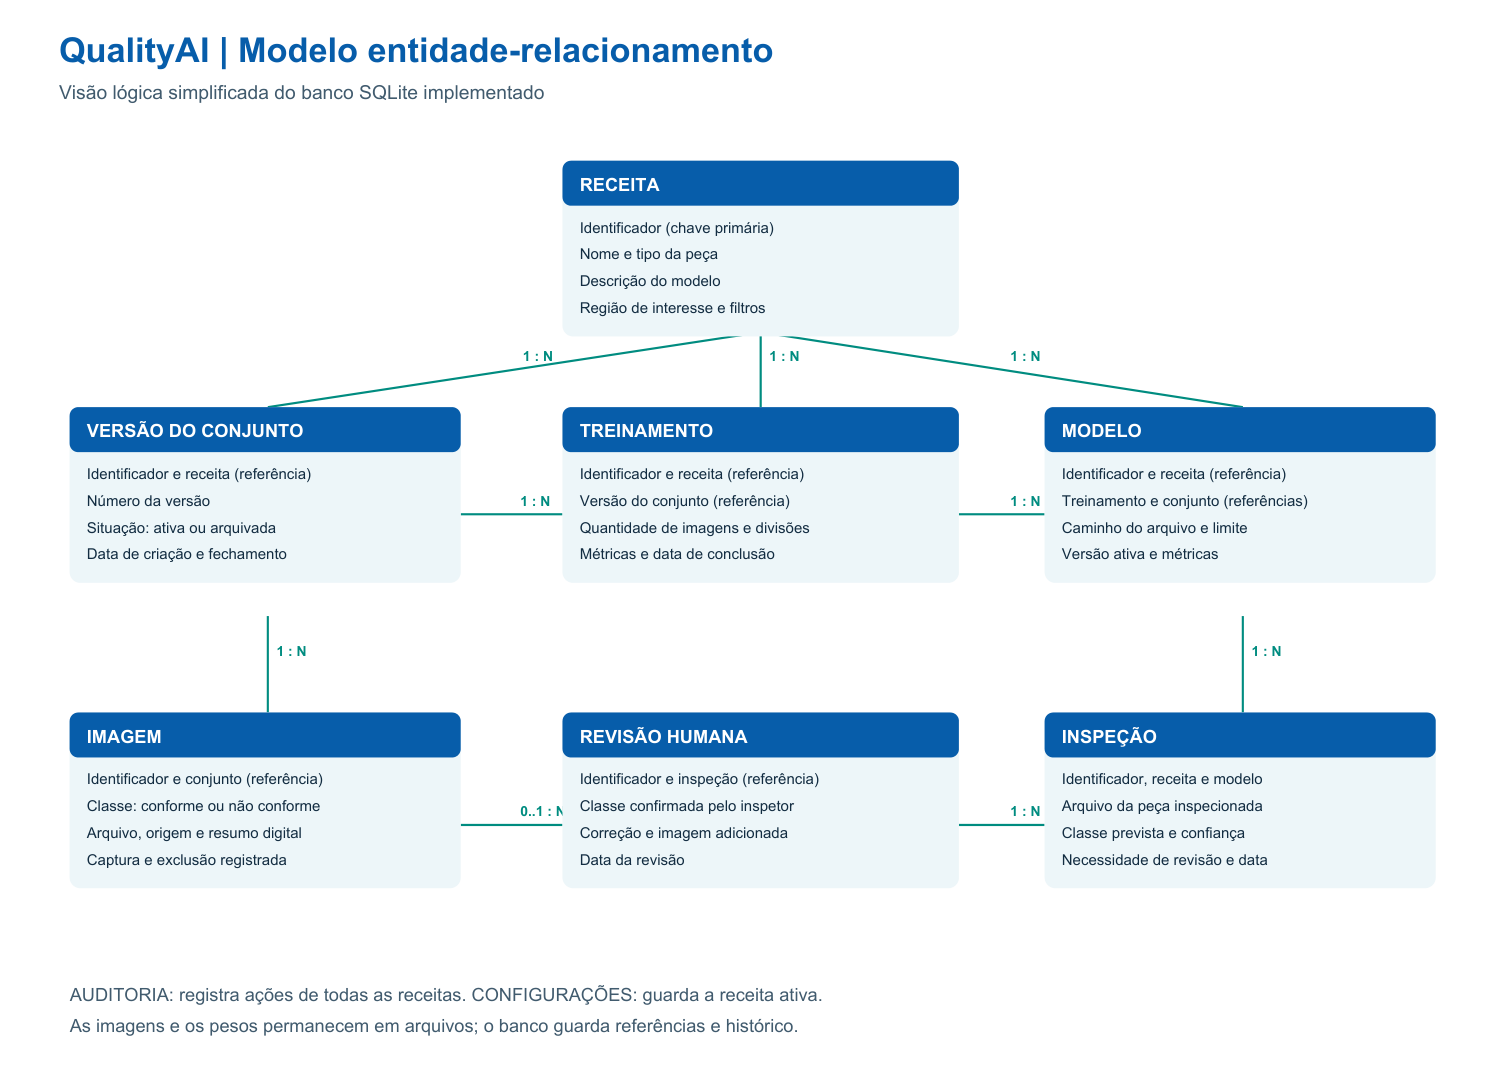 QualityAI | Modelo entidade-relacionamento
Visão lógica simplificada do banco SQLite implementado
RECEITA
Identificador (chave primária)
Nome e tipo da peça
Descrição do modelo
Região de interesse e filtros
1 : N
1 : N
1 : N
VERSÃO DO CONJUNTO
Identificador e receita (referência)
Número da versão
Situação: ativa ou arquivada
Data de criação e fechamento
1 : N
TREINAMENTO
Identificador e receita (referência)
Versão do conjunto (referência)
Quantidade de imagens e divisões
Métricas e data de conclusão
1 : N
MODELO
Identificador e receita (referência)
Treinamento e conjunto (referências)
Caminho do arquivo e limite
Versão ativa e métricas
1 : N
1 : N
IMAGEM
Identificador e conjunto (referência)
Classe: conforme ou não conforme
Arquivo, origem e resumo digital
Captura e exclusão registrada
0..1 : N
REVISÃO HUMANA
Identificador e inspeção (referência)
Classe confirmada pelo inspetor
Correção e imagem adicionada
Data da revisão
1 : N
INSPEÇÃO
Identificador, receita e modelo
Arquivo da peça inspecionada
Classe prevista e confiança
Necessidade de revisão e data
AUDITORIA: registra ações de todas as receitas. CONFIGURAÇÕES: guarda a receita ativa.
As imagens e os pesos permanecem em arquivos; o banco guarda referências e histórico.